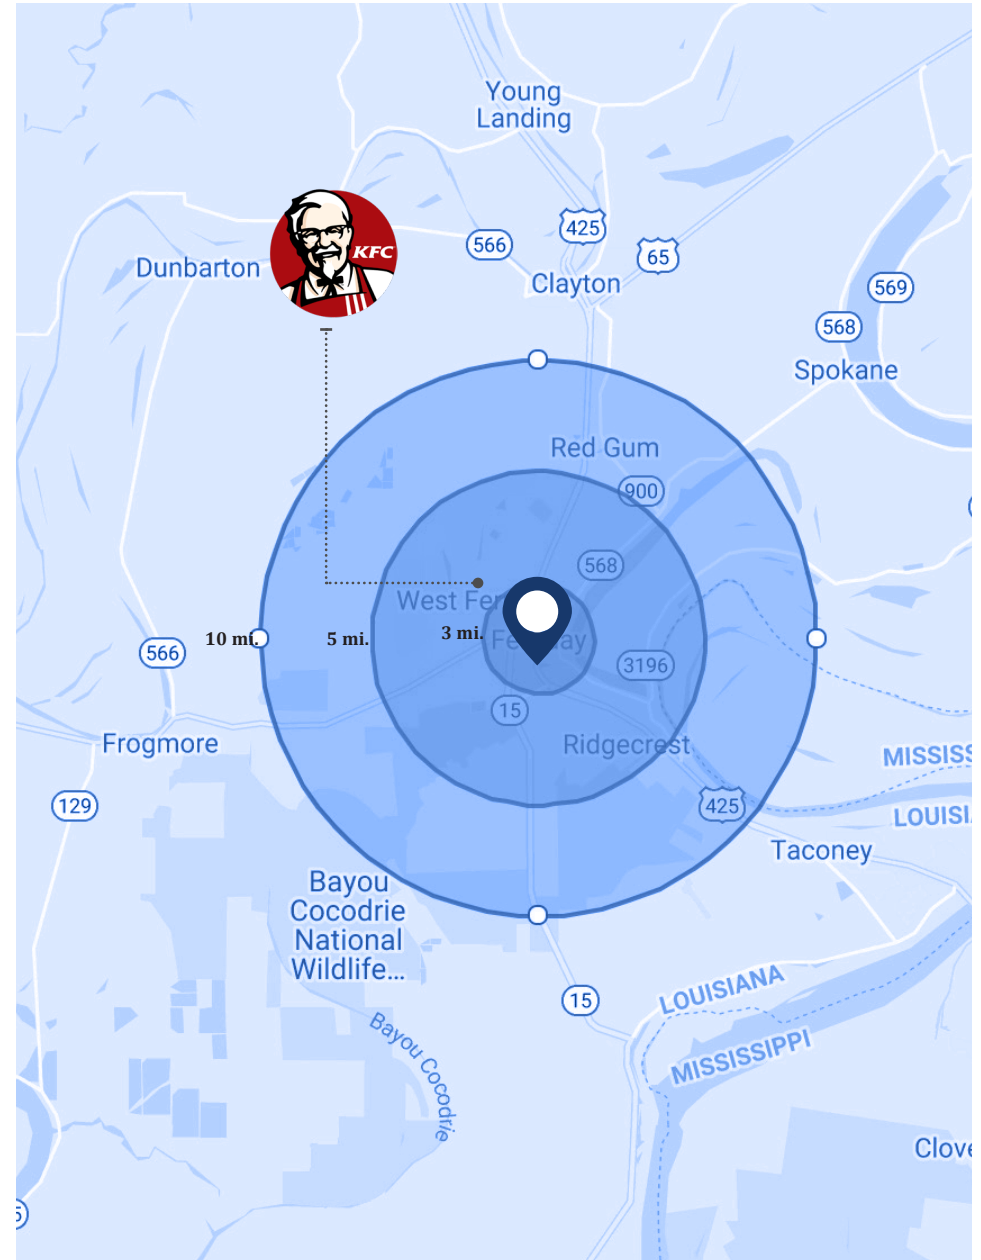 Young
Landing
425
566
65
KFC
Dunbarton
Clayton
569
568
Spokane
Red Gum
900
568
West Fer
10 mi.
5 mi.
3 mi.
566
3196
15
Frogmore
Ridgecrest
MISSISS
129
425
LOUISI
Taconey
Bayou
Cocodrie
National
Wildlife...
LOUISIANA
15
Bayou Cocodrie
MISSISSIPPI
Clove